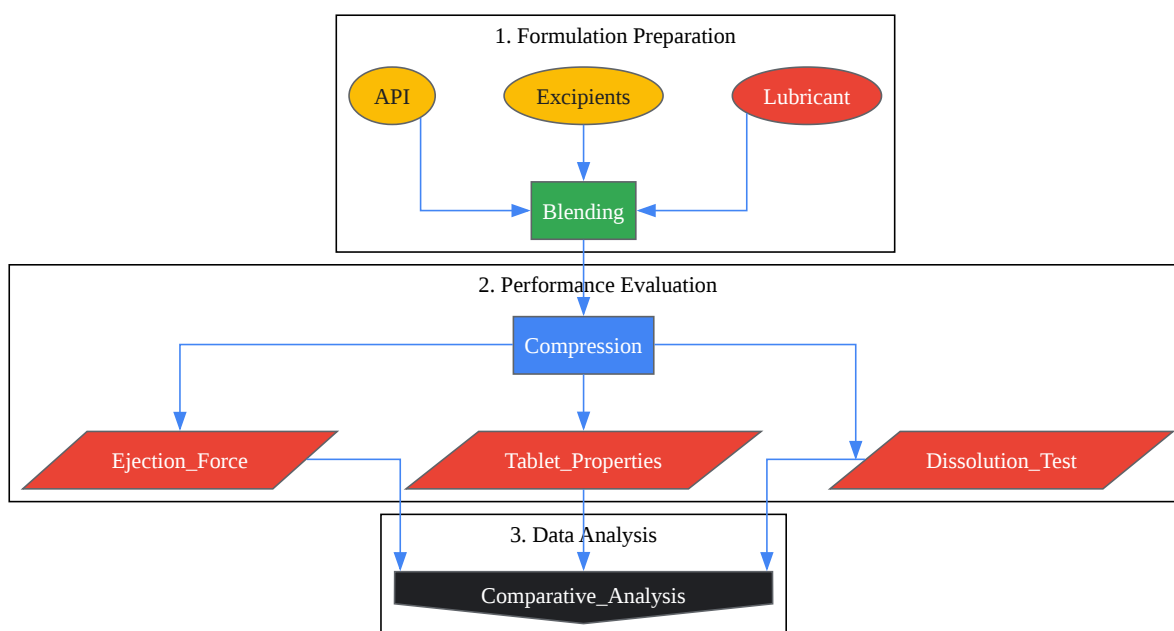 1. Formulation Preparation
API
Excipients
Lubricant
Blending
2. Performance Evaluation
Compression
Ejection_Force
Tablet_Properties
Dissolution_Test
3. Data Analysis
Comparative_Analysis